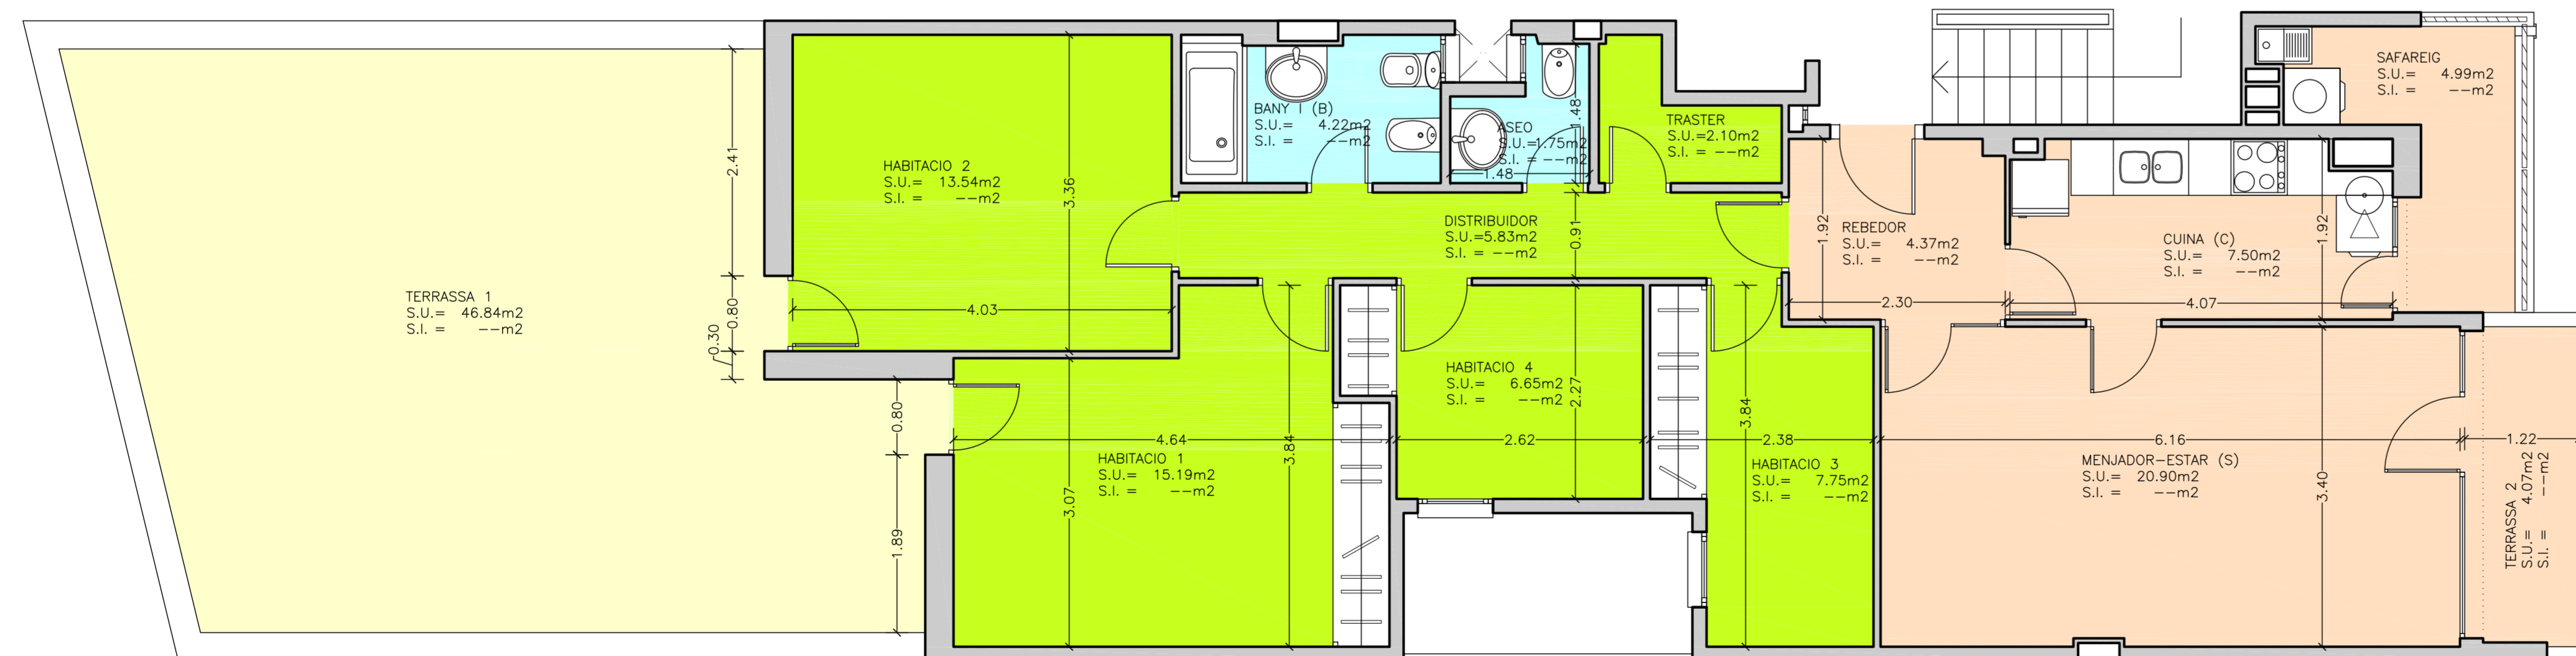 SAFAREIG
S.U.= 4.99m2
S.I. = ——m2
BANY 1 (B)
S.U.= 4.22m2
S.I. = ——m2
1.48
ASEO
S.U.=1.75m2
S.I. = ——m2
1.48
TRASTER
S.U.=2.10m2
S.I. = ——m2
2.41
HABITACIO 2
S.U.= 13.54m2
S.I. = ——m2
3.36
DISTRIBUIDOR
S.U.=5.83m2
S.I. = ——m2
0.91
1.92
REBEDOR
S.U.= 4.37m2
S.I. = ——m2
CUINA (C)
S.U.= 7.50m2
S.I. = ——m2
1.92
TERRASSA 1
S.U.= 46.84m2
S.I. = ——m2
0.80
0.30
4.03
2.30
4.07
HABITACIO 4
S.U.= 6.65m2
S.I. = ——m2
2.27
0.80
4.64
3.84
2.62
3.84
2.38
6.16
1.22
HABITACIO 1
S.U.= 15.19m2
S.I. = ——m2
3.07
HABITACIO 3
S.U.= 7.75m2
S.I. = ——m2
MENJADOR-ESTAR (S)
S.U.= 20.90m2
S.I. = ——m2
3.40
1.89
TERRASSA 2
S.U.= 4.07m2
S.I. = ——m2